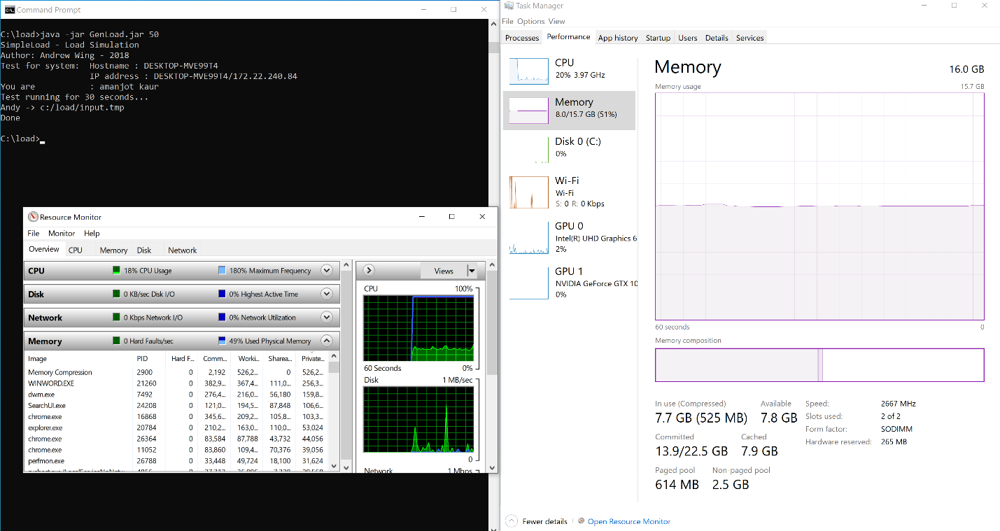 Command Prompt
C:\load>java -jar GenLoad.jar 50
SimpleLoad - Load Simulation
Author: Andrew Wing - 2018
Test for system: Hostname : DESKTOP-MVE99T4
IP address : DESKTOP-MVE99T4/172.22.240.84
You are : amanjot kaur
Test running for 30 seconds...
Andy -> c:/load/input.tmp
Done
C:\load>
Resource Monitor
File Monitor Help
Overview CPU Memory Disk Network
CPU 18% CPU Usage 180% Maximum Frequency
Disk 0 KB/sec Disk I/O 0% Highest Active Time
Network 0 Kbps Network I/O 0% Network Utilization
Memory 0 Hard Faults/sec 49% Used Physical Memory
Image PID Hard F... Comm... Worki... Sharea... Private...
Memory Compression 2900 0 2,192 526,2... 0 526,2...
WINWORD.EXE 21260 0 382,9... 367,4... 111,0... 256,3...
dwm.exe 7492 0 276,4... 216,0... 56,180 159,8...
SearchUI.exe 24208 0 121,0... 194,5... 87,848 106,6...
chrome.exe 16868 0 345,6... 209,2... 105,8... 103,3...
explorer.exe 20784 0 210,2... 163,0... 110,0... 53,024
chrome.exe 26364 0 83,584 87,788 43,732 44,056
chrome.exe 11052 0 83,860 109,4... 70,376 39,056
perfmon.exe 26788 0 33,448 49,724 18,100 31,624
Views
CPU 100%
60 Seconds 0%
Disk 1 MB/sec
0
Network 1 Mbps
Task Manager
File Options View
Processes Performance App history Startup Users Details Services
CPU
20% 3.97 GHz
Memory
8.0/15.7 GB (51%)
Disk 0 (C:)
0%
Wi-Fi
Wi-Fi
S: 0 R: 0 Kbps
GPU 0
Intel(R) UHD Graphics 6
2%
GPU 1
NVIDIA GeForce GTX 10
0%
Memory 16.0 GB
Memory usage 15.7 GB
60 seconds 0
Memory composition
In use (Compressed) Available Speed: 2667 MHz
7.7 GB (525 MB) 7.8 GB Slots used: 2 of 2
Form factor: SODIMM
Committed Cached Hardware reserved: 265 MB
13.9/22.5 GB 7.9 GB
Paged pool Non-paged pool
614 MB 2.5 GB
Fewer details Open Resource Monitor